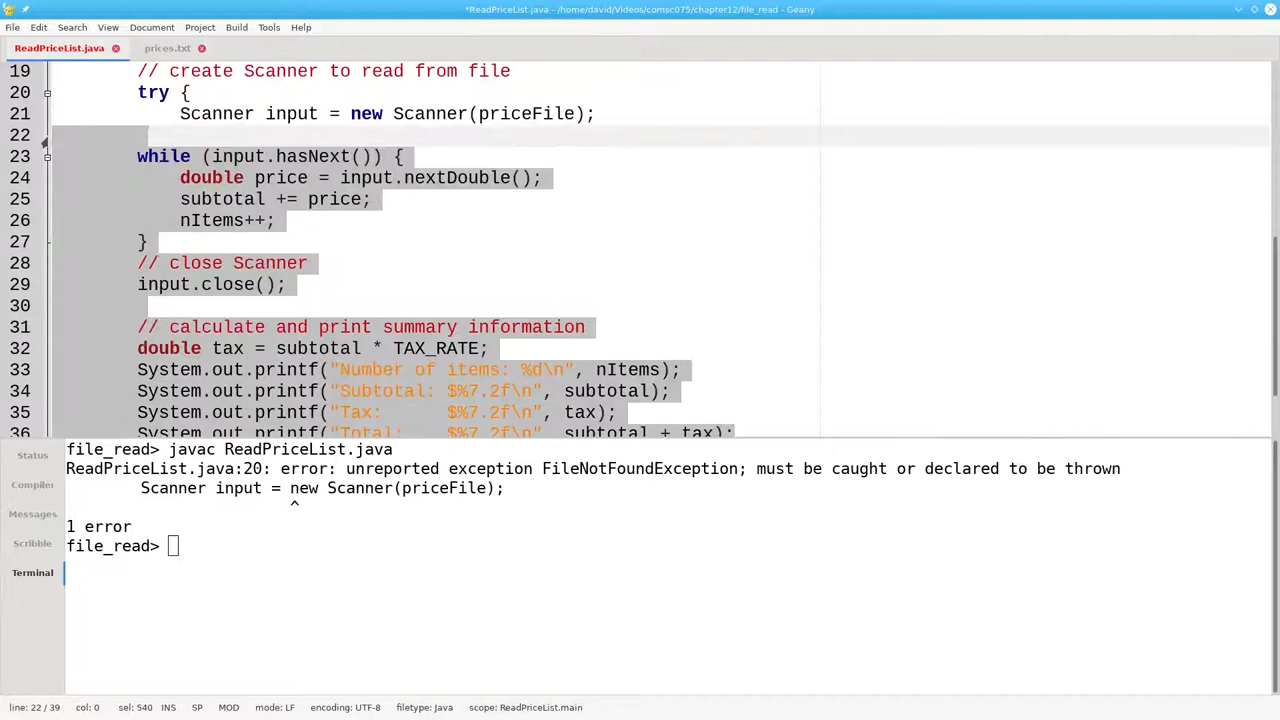 *ReadPriceList.java - /home/david/Videos/comsc075/chapter12/file_read - Geany
File Edit Search View Document Project Build Tools Help
ReadPriceList.java prices.txt
19 // create Scanner to read from file
20 try {
21 Scanner input = new Scanner(priceFile);
22
23 while (input.hasNext()) {
24 double price = input.nextDouble();
25 subtotal += price;
26 nItems++;
27 }
28 // close Scanner
29 input.close();
30
31 // calculate and print summary information
32 double tax = subtotal * TAX_RATE;
33 System.out.printf("Number of items: %d\n", nItems);
34 System.out.printf("Subtotal: $%7.2f\n", subtotal);
35 System.out.printf("Tax:      $%7.2f\n", tax);
36 System.out.printf("Total:    $%7.2f\n", subtotal + tax);
Status
Compiler
Messages
Scribble
Terminal
file_read> javac ReadPriceList.java
ReadPriceList.java:20: error: unreported exception FileNotFoundException; must be caught or declared to be thrown
Scanner input = new Scanner(priceFile);
^
1 error
file_read>
line: 22 / 39 col: 0 sel: 540 INS SP MOD mode: LF encoding: UTF-8 filetype: Java scope: ReadPriceList.main